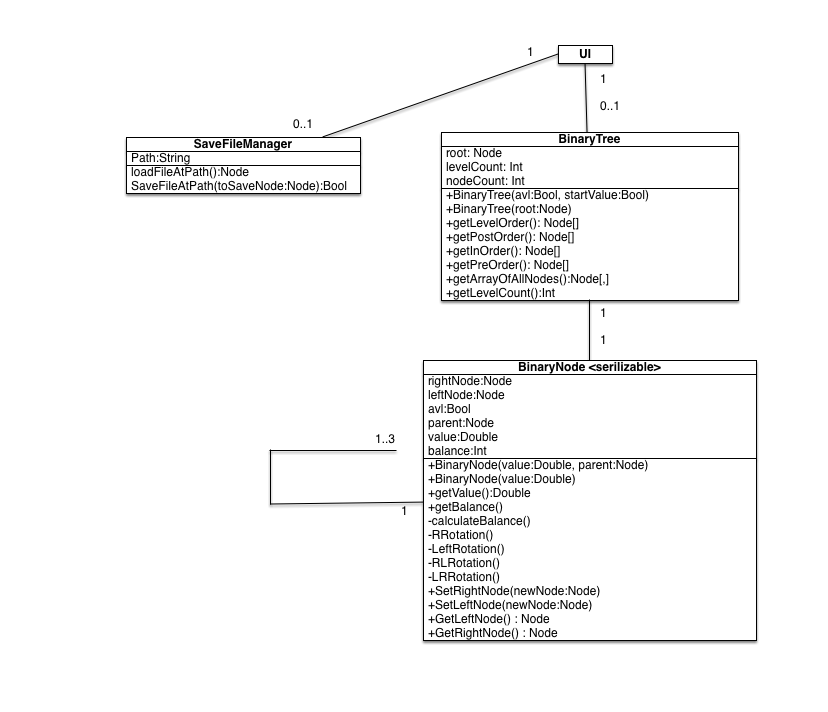 UI
1
1
0..1
0..1
SaveFileManager
Path:String
loadFileAtPath():Node
SaveFileAtPath(toSaveNode:Node):Bool
BinaryTree
root: Node
levelCount: Int
nodeCount: Int
+BinaryTree(avl:Bool, startValue:Bool)
+BinaryTree(root:Node)
+getLevelOrder(): Node[]
+getPostOrder(): Node[]
+getInOrder(): Node[]
+getPreOrder(): Node[]
+getArrayOfAllNodes():Node[,]
+getLevelCount():Int
1
1
BinaryNode <serilizable>
rightNode:Node
leftNode:Node
avl:Bool
parent:Node
value:Double
balance:Int
+BinaryNode(value:Double, parent:Node)
+BinaryNode(value:Double)
+getValue():Double
+getBalance()
-calculateBalance()
-RRotation()
-LeftRotation()
-RLRotation()
-LRRotation()
+SetRightNode(newNode:Node)
+SetLeftNode(newNode:Node)
+GetLeftNode() : Node
+GetRightNode() : Node
1..3
1